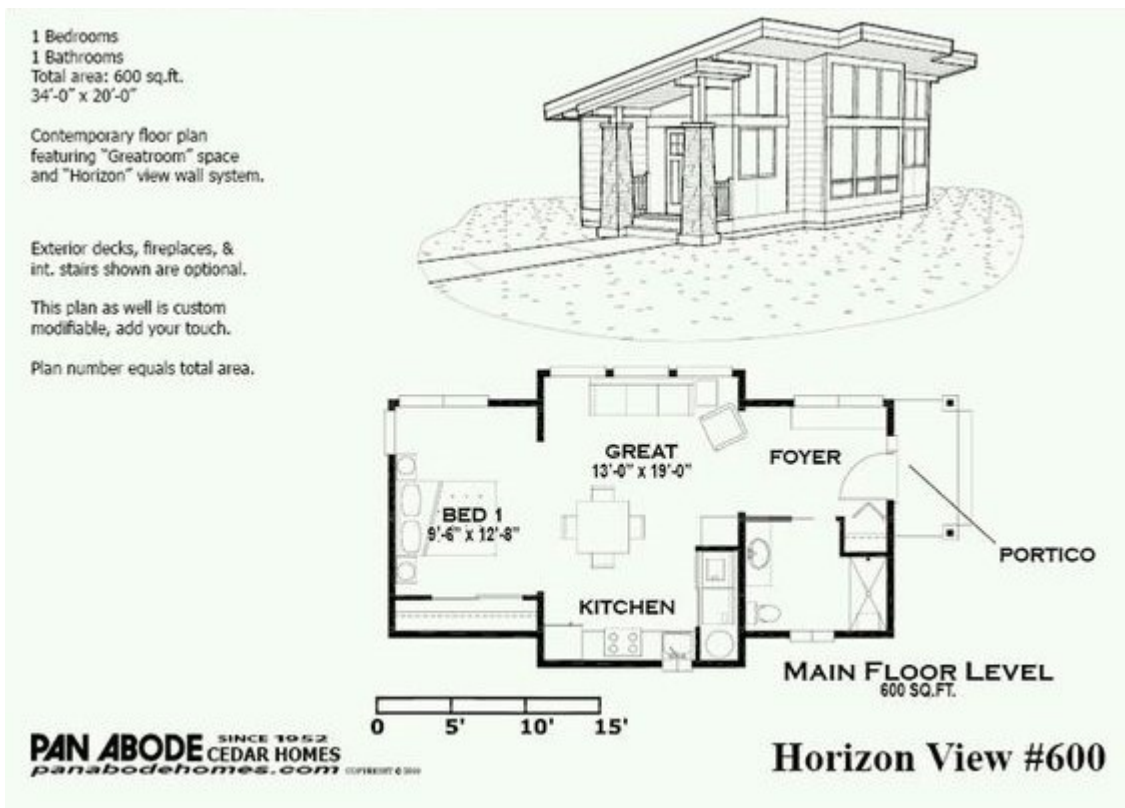 1 Bedrooms
1 Bathrooms
Total area: 600 sq.ft.
34'-0" x 20'-0"
Contemporary floor plan
featuring "Greatroom" space
and "Horizon" view wall system.
Exterior decks, fireplaces, &
int. stairs shown are optional.
This plan as well is custom
modifiable, add your touch.
Plan number equals total area.
GREAT
13'-0" x 19'-0"
FOYER
BED 1
9'-6" x 12'-8"
PORTICO
KITCHEN
MAIN FLOOR LEVEL
600 SQ.FT.
0 5' 10' 15'
PAN ABODE SINCE 1952
CEDAR HOMES
panabodehomes.com COPYRIGHT ©
Horizon View #600